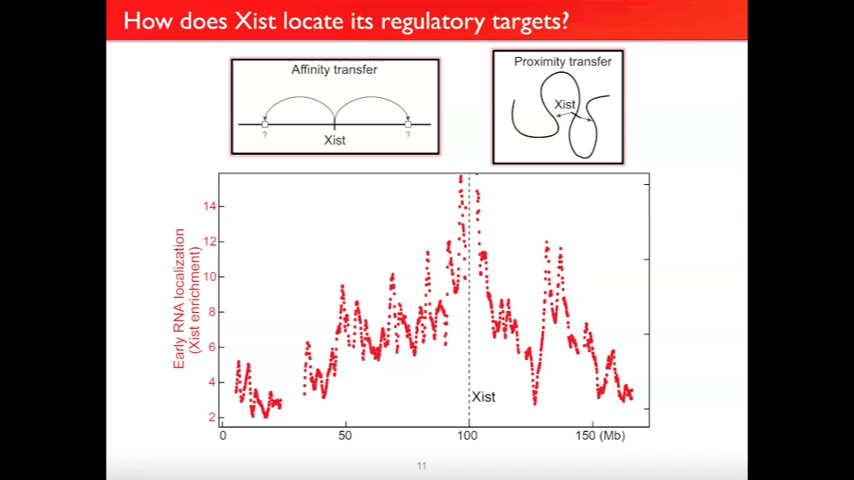 How does Xist locate its regulatory targets?
Affinity transfer
?
?
Xist
Proximity transfer
Xist
Early RNA localization
(Xist enrichment)
14
12
10
8
6
4
2
Xist
0
50
100
150 (Mb)
11